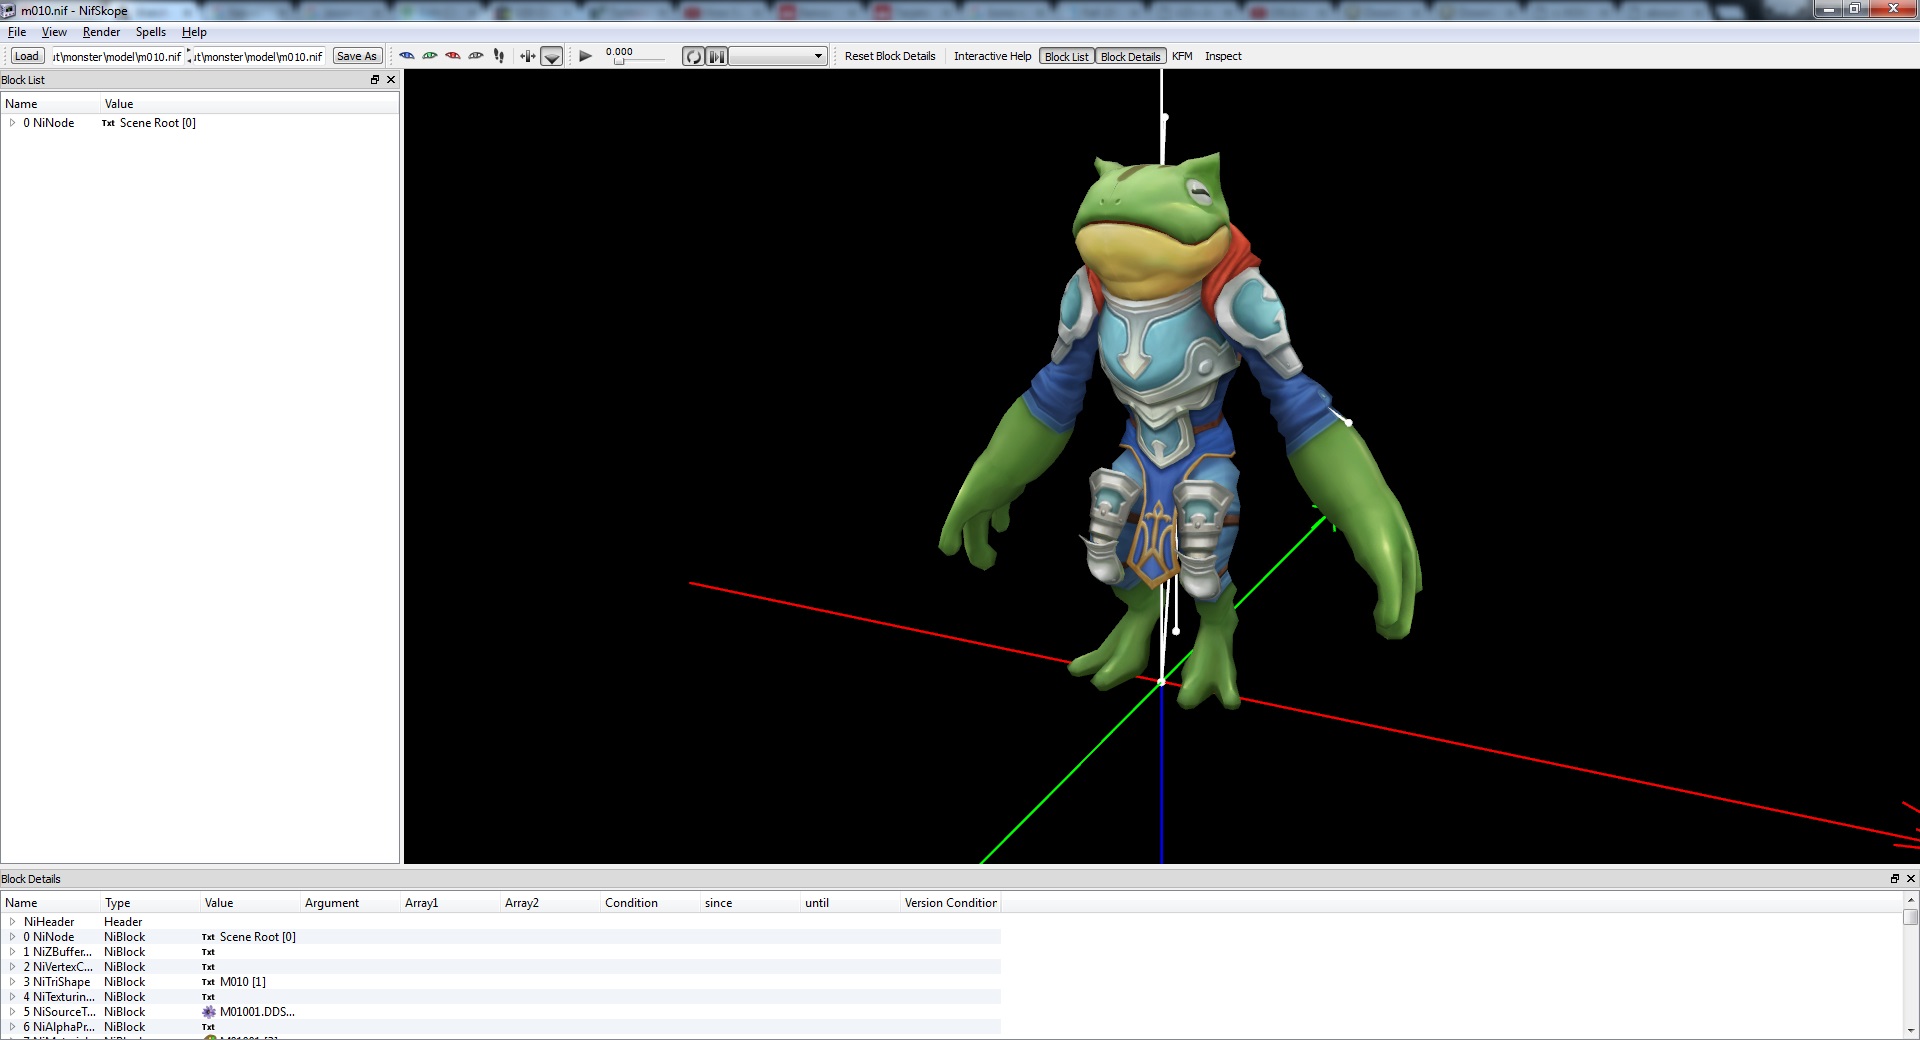 m010.nif - NifSkope
File View Render Spells Help
Load ıt\monster\model\m010.nif ıt\monster\model\m010.nif Save As 0.000 Reset Block Details Interactive Help Block List Block Details KFM Inspect
Block List
Name Value
0 NiNode Txt Scene Root [0]
Block Details
Name Type Value Argument Array1 Array2 Condition since until Version Condition
NiHeader Header
0 NiNode NiBlock Txt Scene Root [0]
1 NiZBuffer... NiBlock Txt
2 NiVertexC... NiBlock Txt
3 NiTriShape NiBlock Txt M010 [1]
4 NiTexturin... NiBlock Txt
5 NiSourceT... NiBlock M01001.DDS...
6 NiAlphaPr... NiBlock Txt